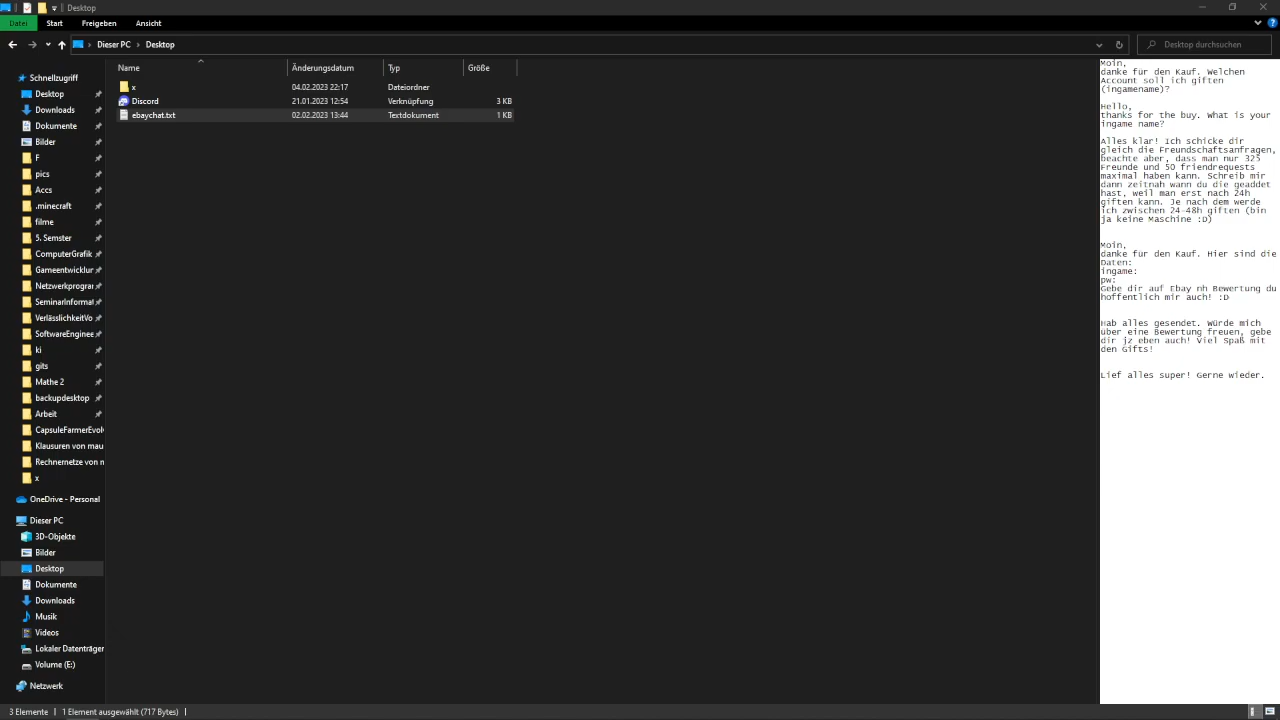 Desktop
Datei Start Freigeben Ansicht
Dieser PC Desktop
Desktop durchsuchen
Name Änderungsdatum Typ Größe
x 04.02.2023 22:17 Dateiordner
Discord 21.01.2023 12:54 Verknüpfung 3 KB
ebaychat.txt 02.02.2023 13:44 Textdokument 1 KB
Schnellzugriff
Desktop
Downloads
Dokumente
Bilder
F
pics
Accs
.minecraft
filme
5. Semster
ComputerGrafik
Gameentwicklur
Netzwerkprogra
SeminarInformat
VerlässlichkeitVo
SoftwareEnginee
ki
gits
Mathe 2
backupdesktop
Arbeit
CapsuleFarmerEvol
Klausuren von mau
Rechnernetze von n
x
OneDrive - Personal
Dieser PC
3D-Objekte
Bilder
Desktop
Dokumente
Downloads
Musik
Videos
Lokaler Datenträger
Volume (E:)
Netzwerk
Moin,
danke für den Kauf. Welchen
Account soll ich giften
(ingamename)?
Hello,
thanks for the buy. What is your
ingame name?
Alles klar! Ich schicke dir
gleich die Freundschaftsanfragen,
beachte aber, dass man nur 325
Freunde und 50 friendrequests
maximal haben kann. Schreib mir
dann zeitnah wann du die geaddet
hast, weil man erst nach 24h
giften kann. Je nach dem werde
ich zwischen 24-48h giften (bin
ja keine Maschine :D)
Moin,
danke für den Kauf. Hier sind die
Daten:
ingame:
pw:
Gebe dir auf Ebay nh Bewertung du
hoffentlich mir auch! :D
Hab alles gesendet. Würde mich
über eine Bewertung freuen, gebe
dir jz eben auch! Viel Spaß mit
den Gifts!
Lief alles super! Gerne wieder.
3 Elemente 1 Element ausgewählt (717 Bytes)